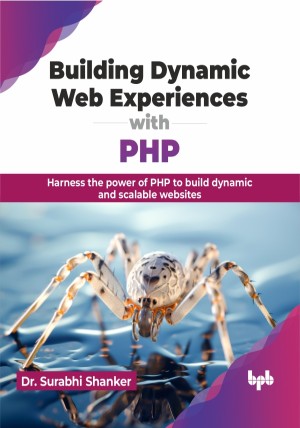 Building Dynamic
Web Experiences
with
PHP
Harness the power of PHP to build dynamic
and scalable websites
Dr. Surabhi Shanker
bpb